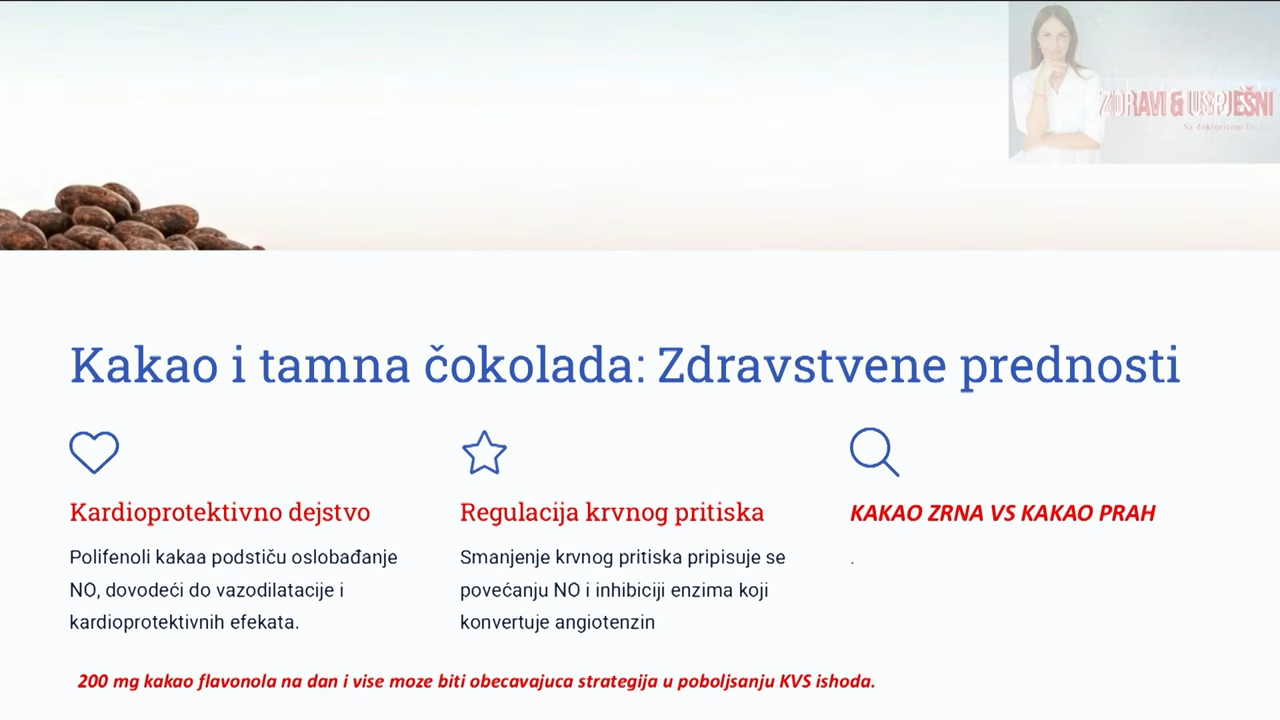 ZDRAVI & USPJEŠNI
Sa doktoricom
Kakao i tamna čokolada: Zdravstvene prednosti
Kardioprotektivno dejstvo
Polifenoli kakaa podstiču oslobađanje
NO, dovodeći do vazodilatacije i
kardioprotektivnih efekata.
Regulacija krvnog pritiska
Smanjenje krvnog pritiska pripisuje se
povećanju NO i inhibiciji enzima koji
konvertuje angiotenzin
KAKAO ZRNA VS KAKAO PRAH
.
200 mg kakao flavonola na dan i vise moze biti obecavajuca strategija u poboljsanju KVS ishoda.